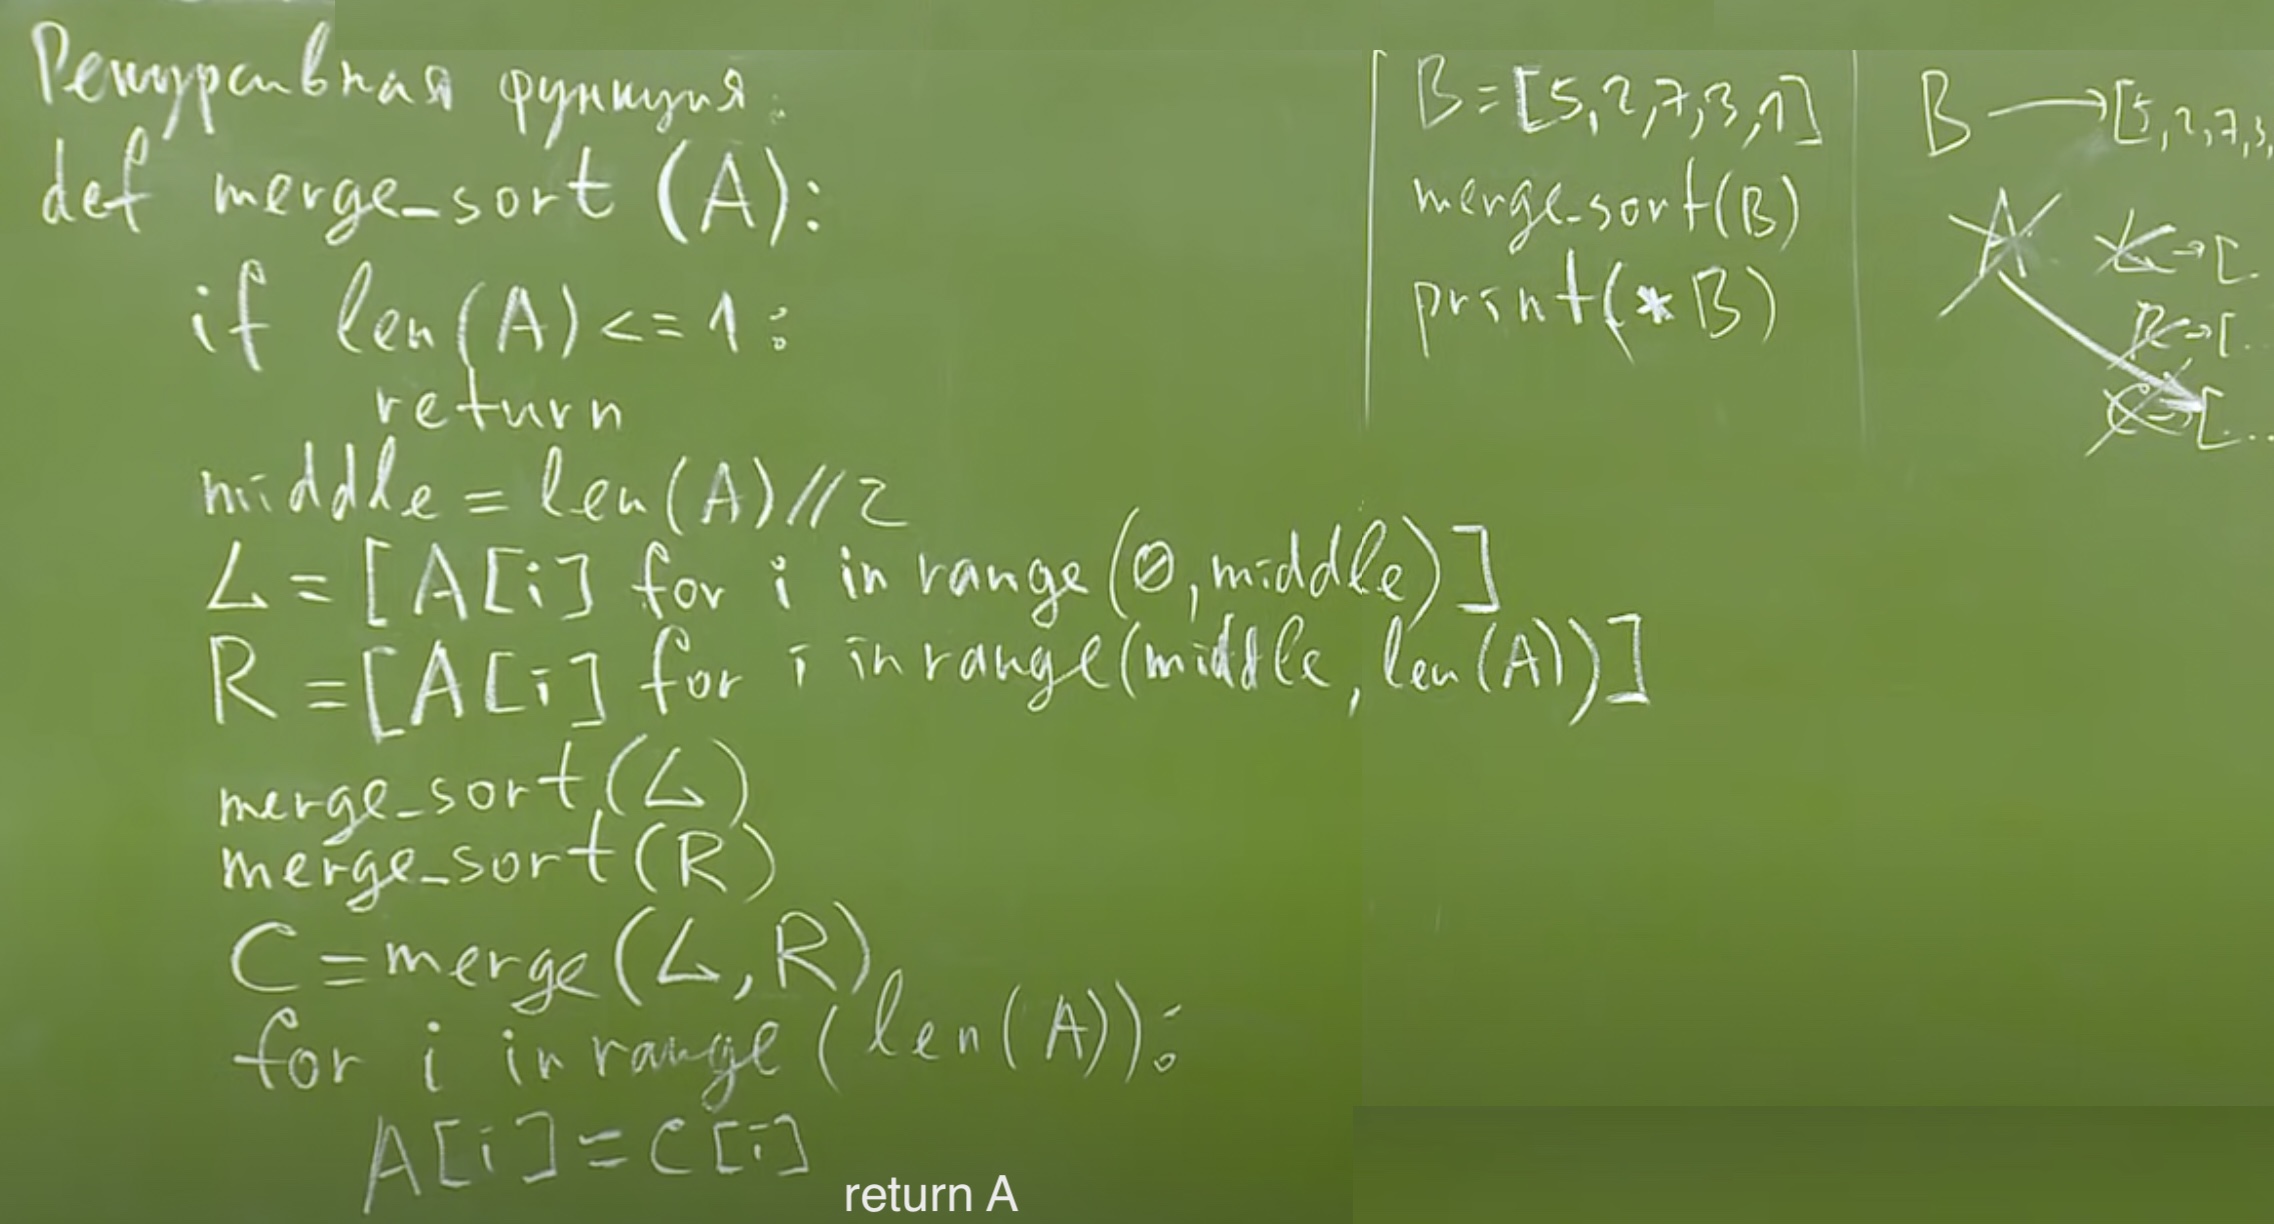 Рекурсивная функция:
def merge_sort (A):
if len(A) <= 1:
return
middle = len(A)//2
L = [A[i] for i in range(0, middle)]
R = [A[i] for i in range(middle, len(A))]
merge_sort(L)
merge_sort(R)
C = merge(L, R)
for i in range(len(A)):
A[i] = C[i]
return A
B = [5,2,7,3,1]
merge_sort(B)
print(*B)
B → [5,2,7,3,
A L → [.
R → [..
C → [...